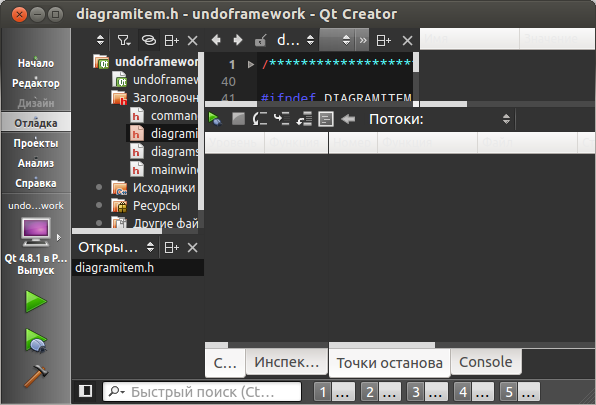 diagramitem.h - undoframework - Qt Creator
Начало
Редактор
Дизайн
Отладка
Проекты
Анализ
Справка
undo...work
Qt 4.8.1 в P...
Выпуск
undoframewo
undoframew
Заголовочн
command
diagrami
diagrams
mainwin
Исходники
Ресурсы
Другие фай
Откры...
diagramitem.h
d...
»
1 /******************
40
41 #ifndef DIAGRAMITEM
Потоки:
С...
Инспек...
Точки останова
Console
Быстрый поиск (Ct...
1 ...
2 ...
3 ...
4 ...
5 ...